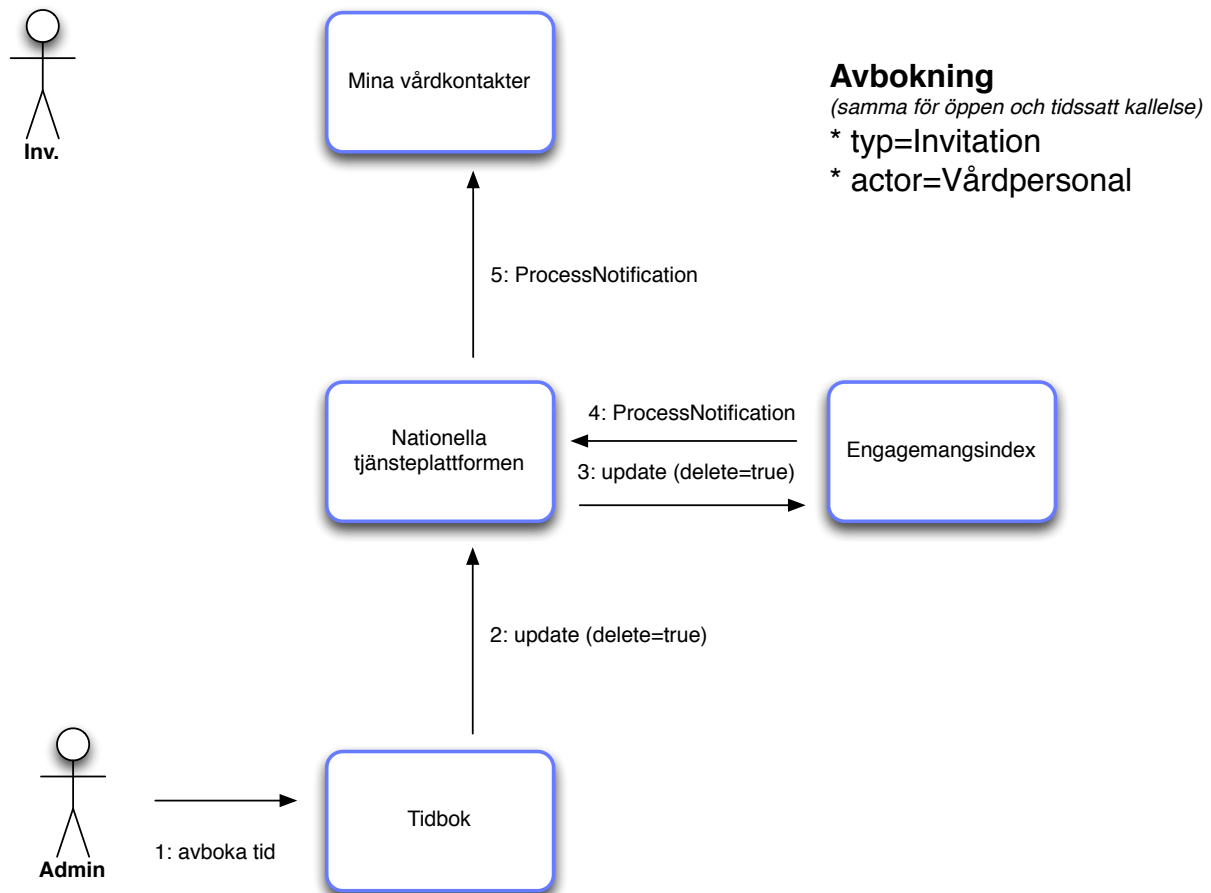 Inv.
Mina vårdkontakter
Avbokning
(samma för öppen och tidssatt kallelse)
* typ=Invitation
* actor=Vårdpersonal
5: ProcessNotification
Nationella
tjänsteplattformen
4: ProcessNotification
3: update (delete=true)
Engagemangsindex
2: update (delete=true)
Admin
1: avboka tid
Tidbok